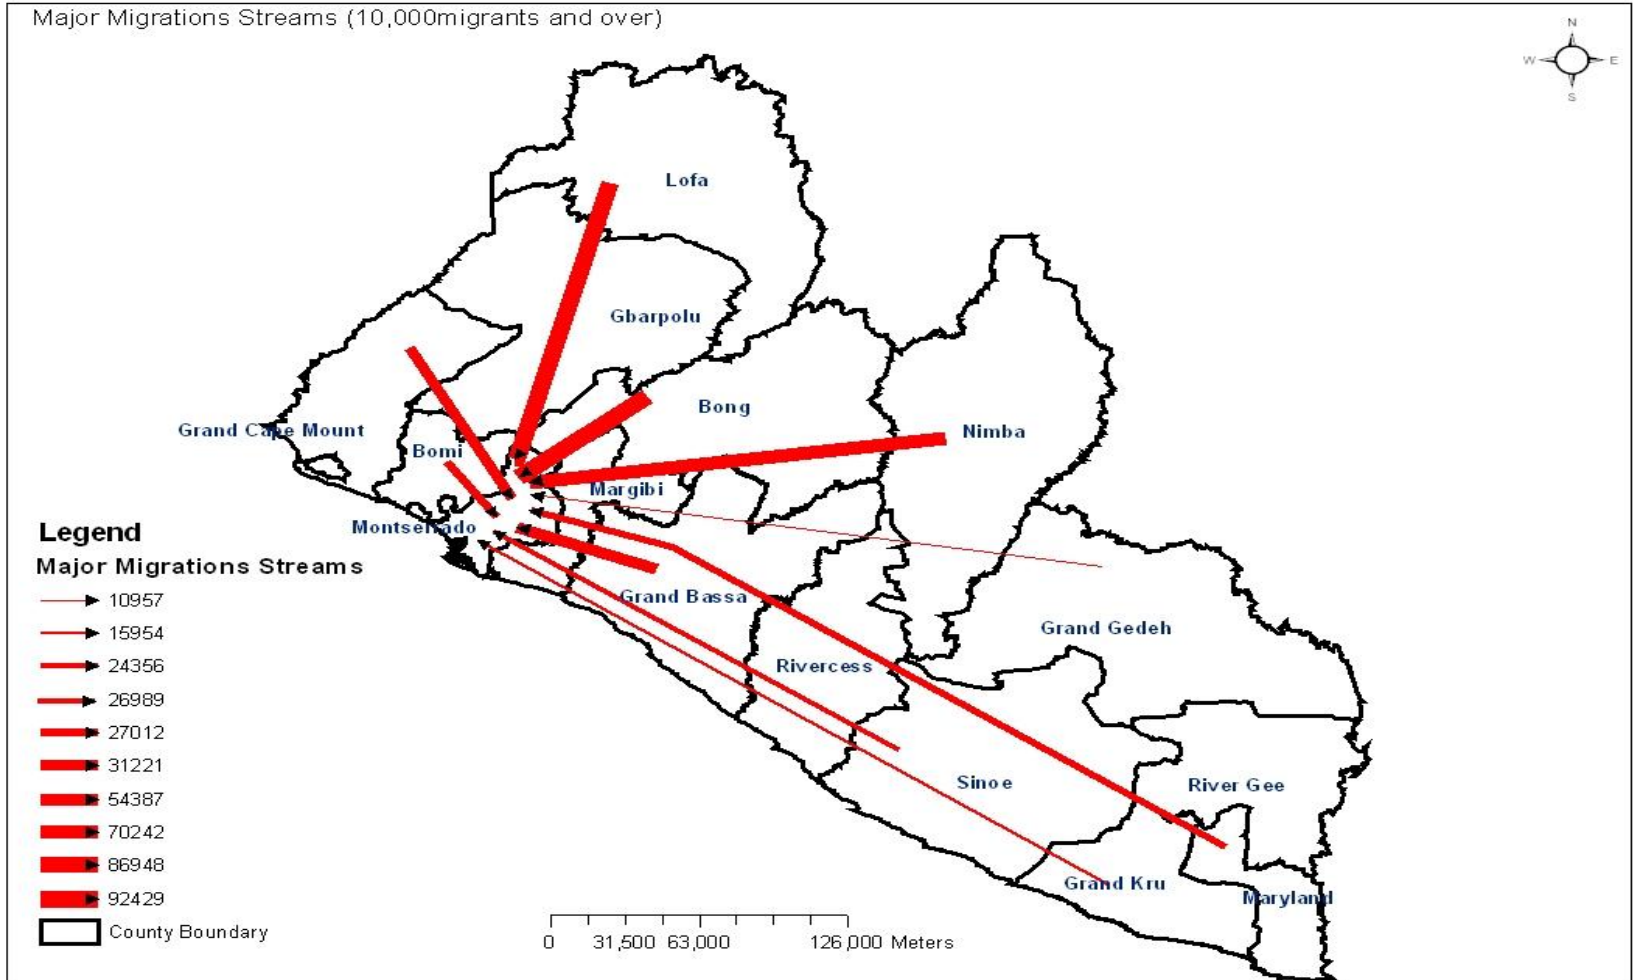 Major Migrations Streams (10,000migrants and over)
N
W E
S
Lofa
Gbarpolu
Bong
Nimba
Grand Cape Mount
Bomi
Margibi
Montserrado
Grand Bassa
Grand Gedeh
Rivercess
Sinoe
River Gee
Grand Kru
Maryland
Legend
Major Migrations Streams
10957
15954
24356
26989
27012
31221
54387
70242
86948
92429
County Boundary
0 31,500 63,000 126,000 Meters